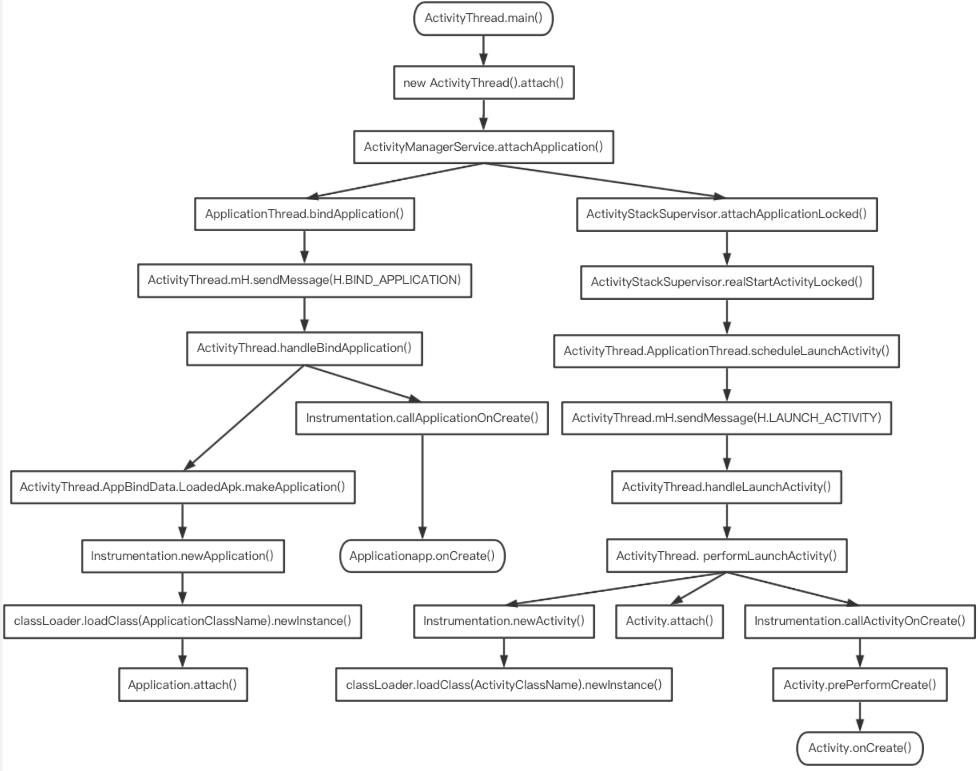 ActivityThread.main()
new ActivityThread().attach()
ActivityManagerService.attachApplication()
ApplicationThread.bindApplication()
ActivityStackSupervisor.attachApplicationLocked()
ActivityThread.mH.sendMessage(H.BIND_APPLICATION)
ActivityStackSupervisor.realStartActivityLocked()
ActivityThread.handleBindApplication()
ActivityThread.ApplicationThread.scheduleLaunchActivity()
Instrumentation.callApplicationOnCreate()
ActivityThread.mH.sendMessage(H.LAUNCH_ACTIVITY)
ActivityThread.AppBindData.LoadedApk.makeApplication()
ActivityThread.handleLaunchActivity()
Instrumentation.newApplication()
Applicationapp.onCreate()
ActivityThread. performLaunchActivity()
classLoader.loadClass(ApplicationClassName).newInstance()
Instrumentation.newActivity()
Activity.attach()
Instrumentation.callActivityOnCreate()
Application.attach()
classLoader.loadClass(ActivityClassName).newInstance()
Activity.prePerformCreate()
Activity.onCreate()